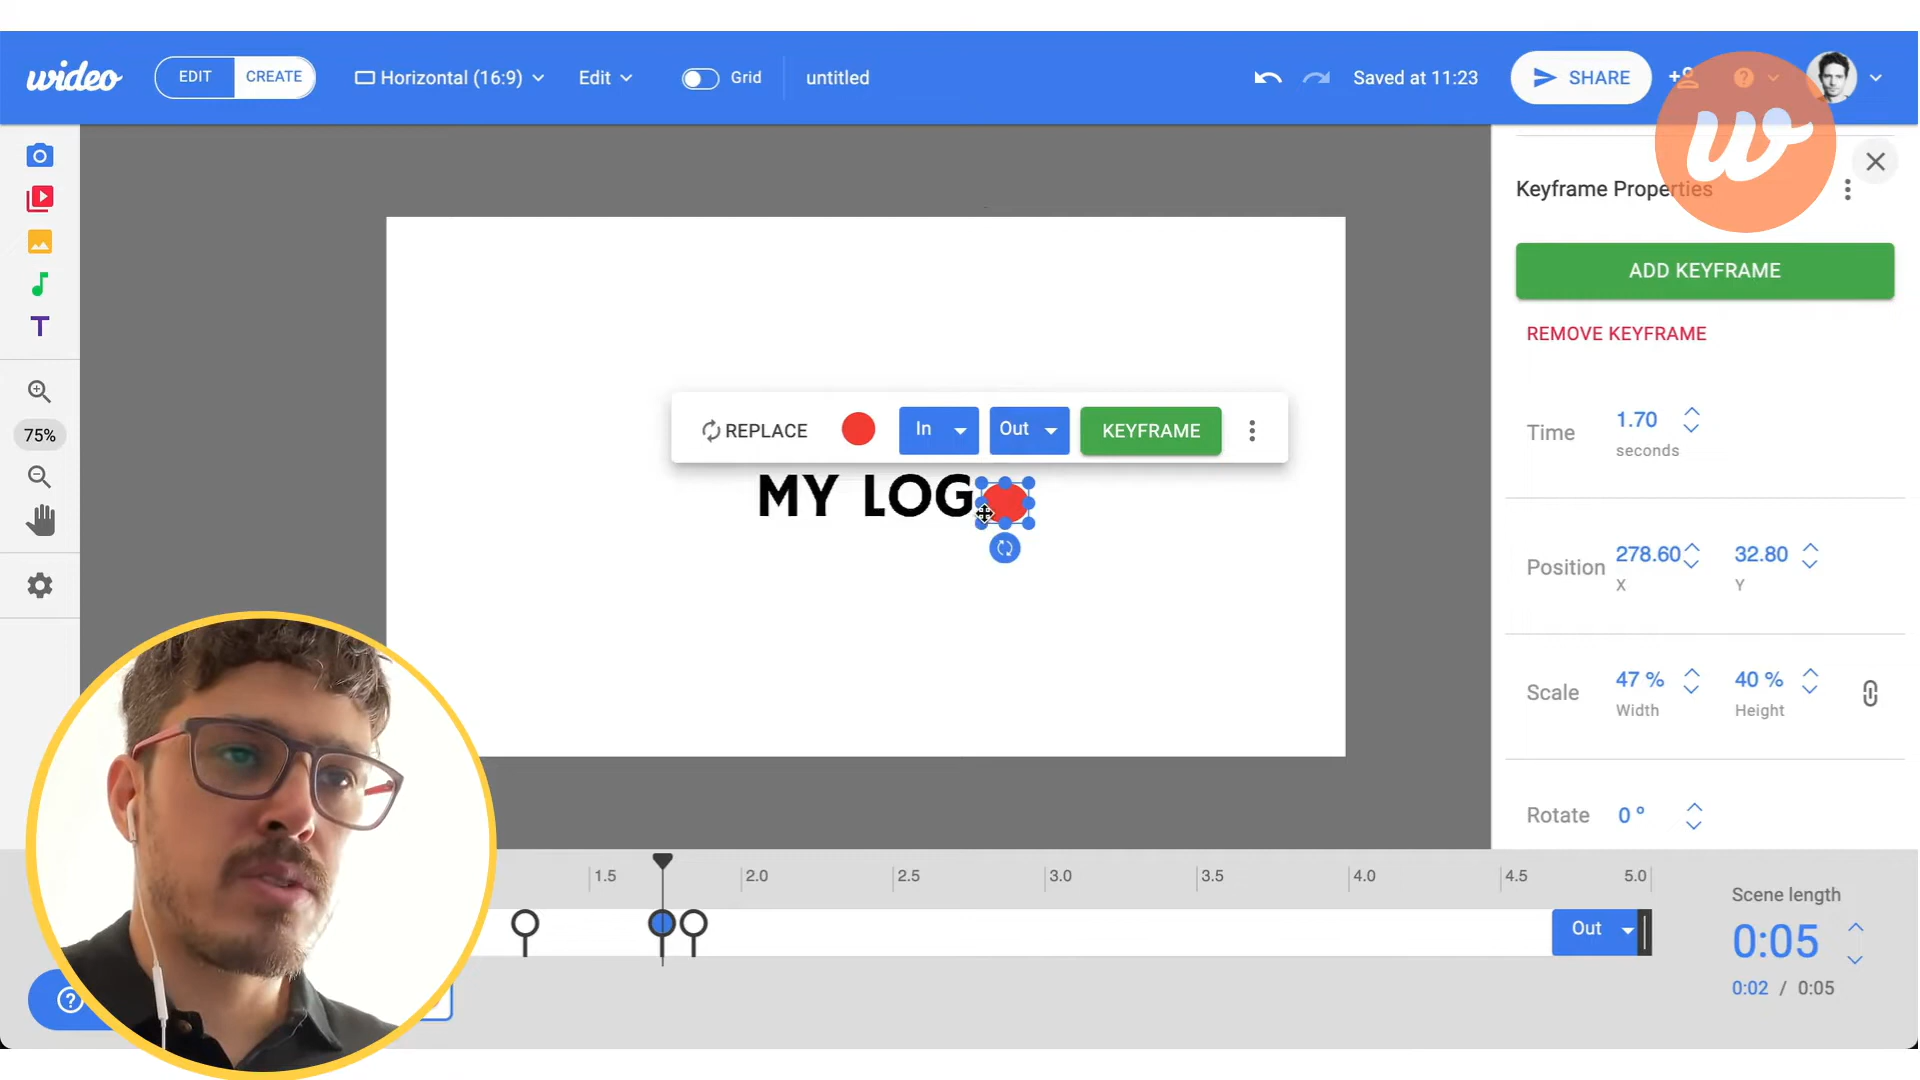 wideo
EDIT
CREATE
Horizontal (16:9)
Edit
Grid
untitled
Saved at 11:23
SHARE
w
Keyframe Properties
ADD KEYFRAME
REMOVE KEYFRAME
Time
1.70
seconds
Position
278.60
X
32.80
Y
Scale
47 %
Width
40 %
Height
Rotate
0 °
T
75%
REPLACE
In
Out
KEYFRAME
MY LOG
1.5
2.0
2.5
3.0
3.5
4.0
4.5
5.0
Out
Scene length
0:05
0:02 / 0:05